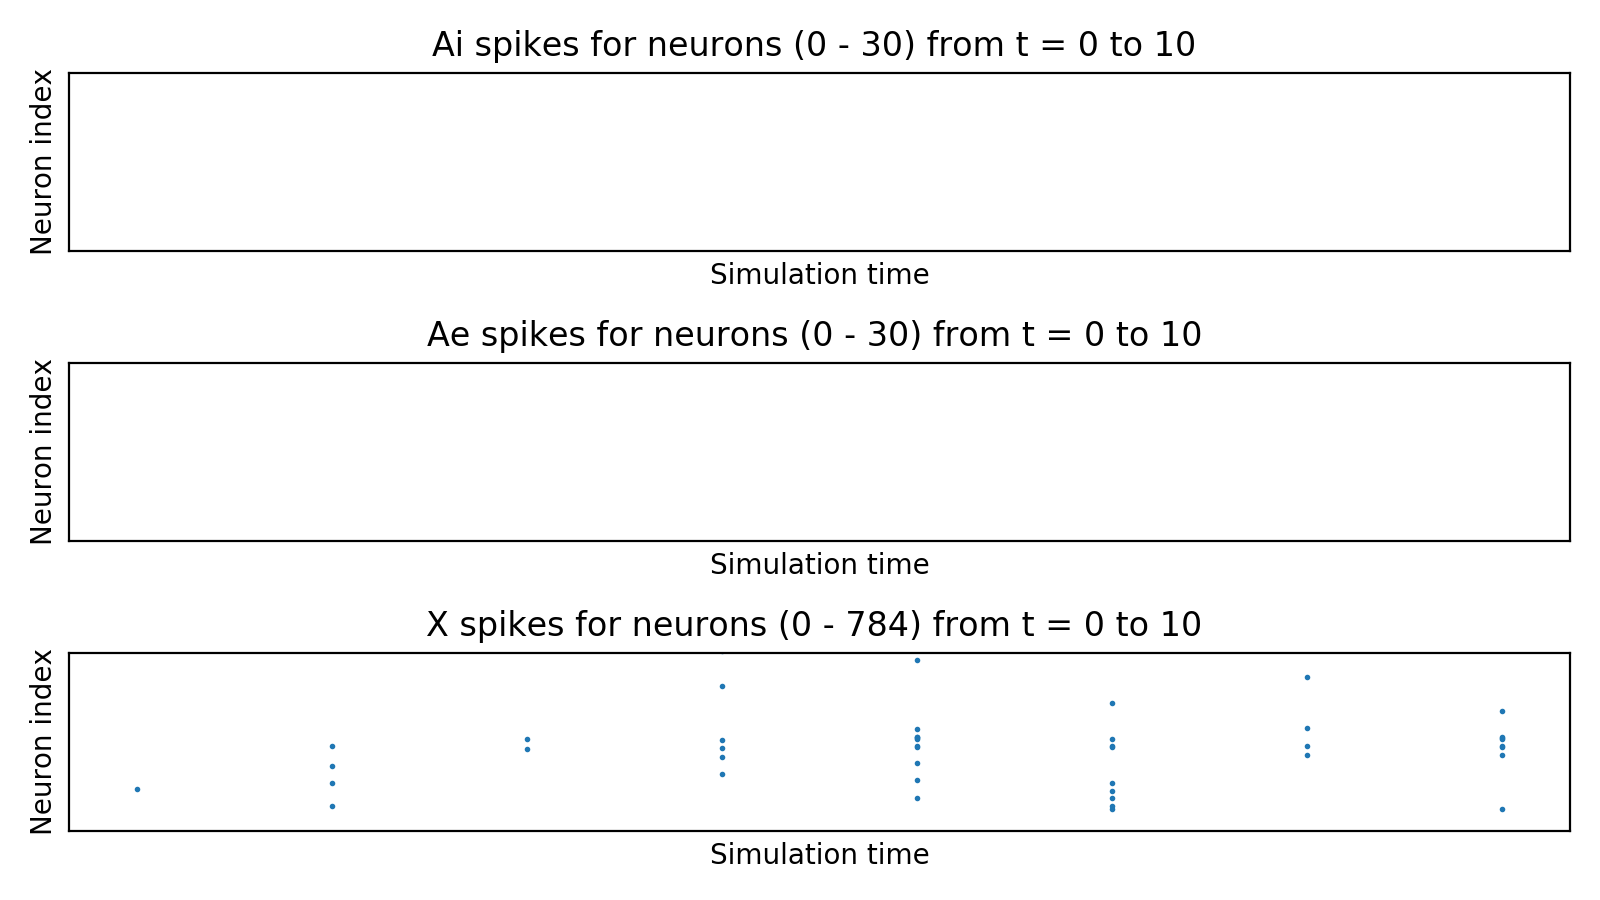 Ai spikes for neurons (0 - 30) from t = 0 to 10
Neuron index
Simulation time
Ae spikes for neurons (0 - 30) from t = 0 to 10
Neuron index
Simulation time
X spikes for neurons (0 - 784) from t = 0 to 10
Neuron index
Simulation time